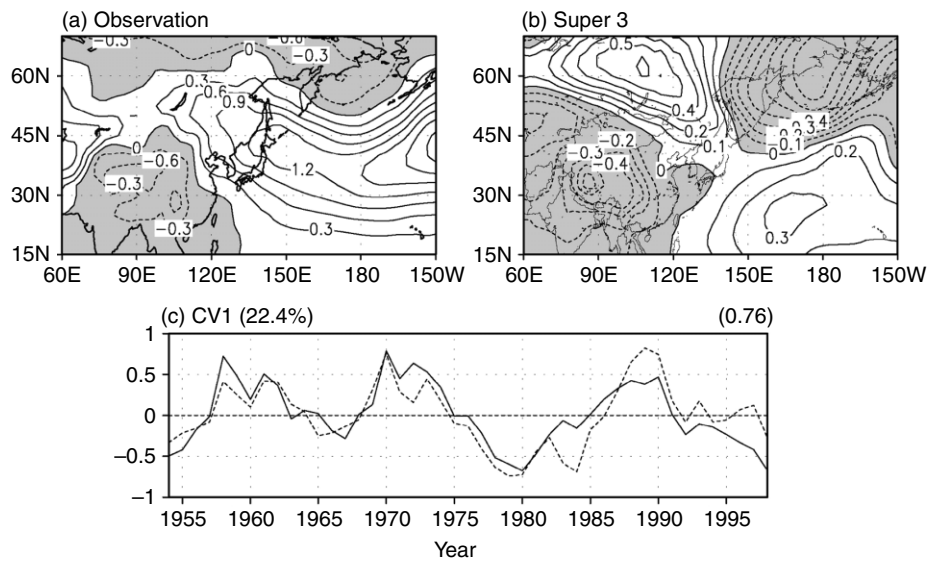 (a) Observation
(b) Super 3
−0.3
0
−0.3
0.3
0.6
0.9
0
−0.6
−0.3
1.2
−0.3
0.3
60N
45N
30N
15N
60E 90E 120E 150E 180 150W
−0.5
0.4
0.2
0.1
−0.2
−0.3
−0.4
0
−0.1
0
0.2
0.3
60N
45N
30N
15N
60E 90E 120E 150E 180 150W
(c) CV1 (22.4%) (0.76)
1
0.5
0
−0.5
−1
1955 1960 1965 1970 1975 1980 1985 1990 1995
Year